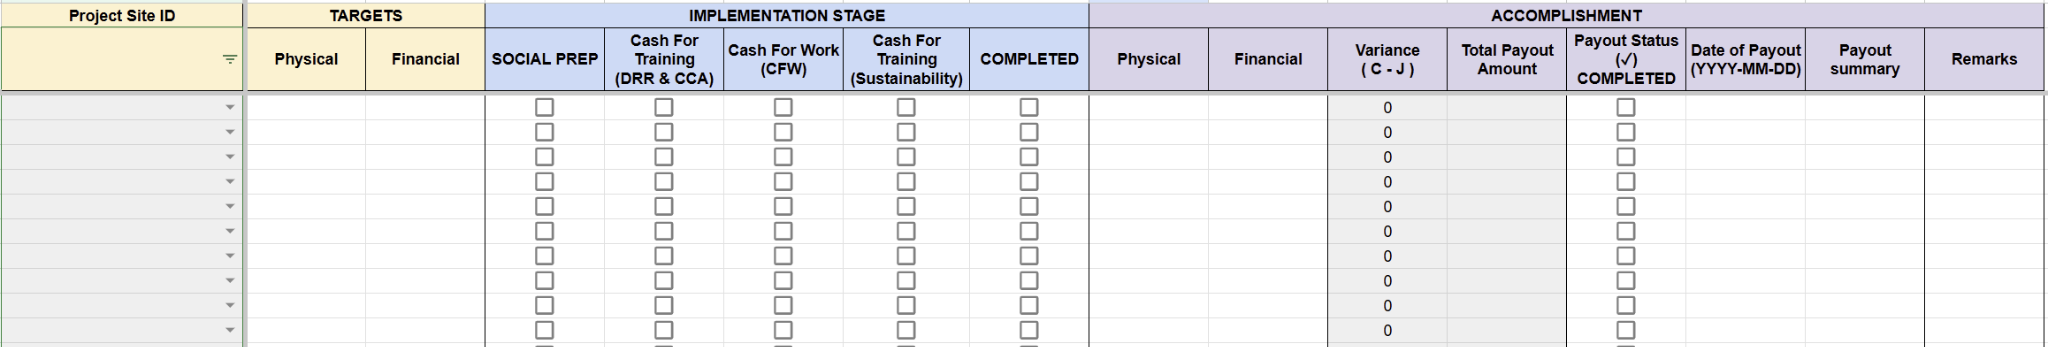 Project Site ID
TARGETS
IMPLEMENTATION STAGE
ACCOMPLISHMENT
Physical
Financial
SOCIAL PREP
Cash For
Training
(DRR & CCA)
Cash For Work
(CFW)
Cash For
Training
(Sustainability)
COMPLETED
Physical
Financial
Variance
( C - J )
Total Payout
Amount
Payout Status
(✓)
COMPLETED
Date of Payout
(YYYY-MM-DD)
Payout
summary
Remarks
0
0
0
0
0
0
0
0
0
0